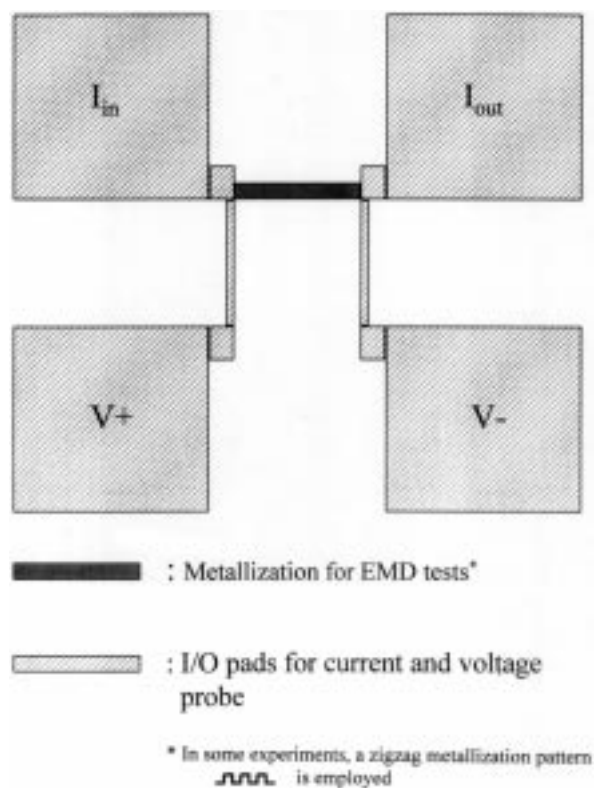 I_in
I_out
V+
V-
: Metallization for EMD tests*
: I/O pads for current and voltage
probe
* In some experiments, a zigzag metallization pattern
is employed